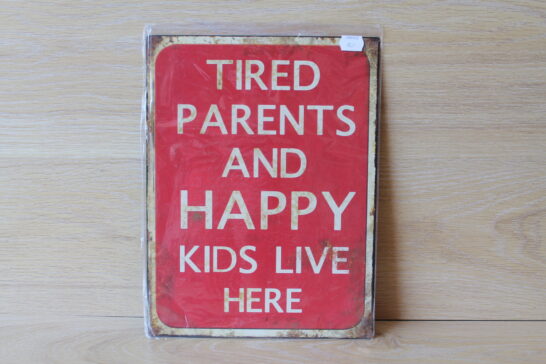 TIRED
PARENTS
AND
HAPPY
KIDS LIVE
HERE